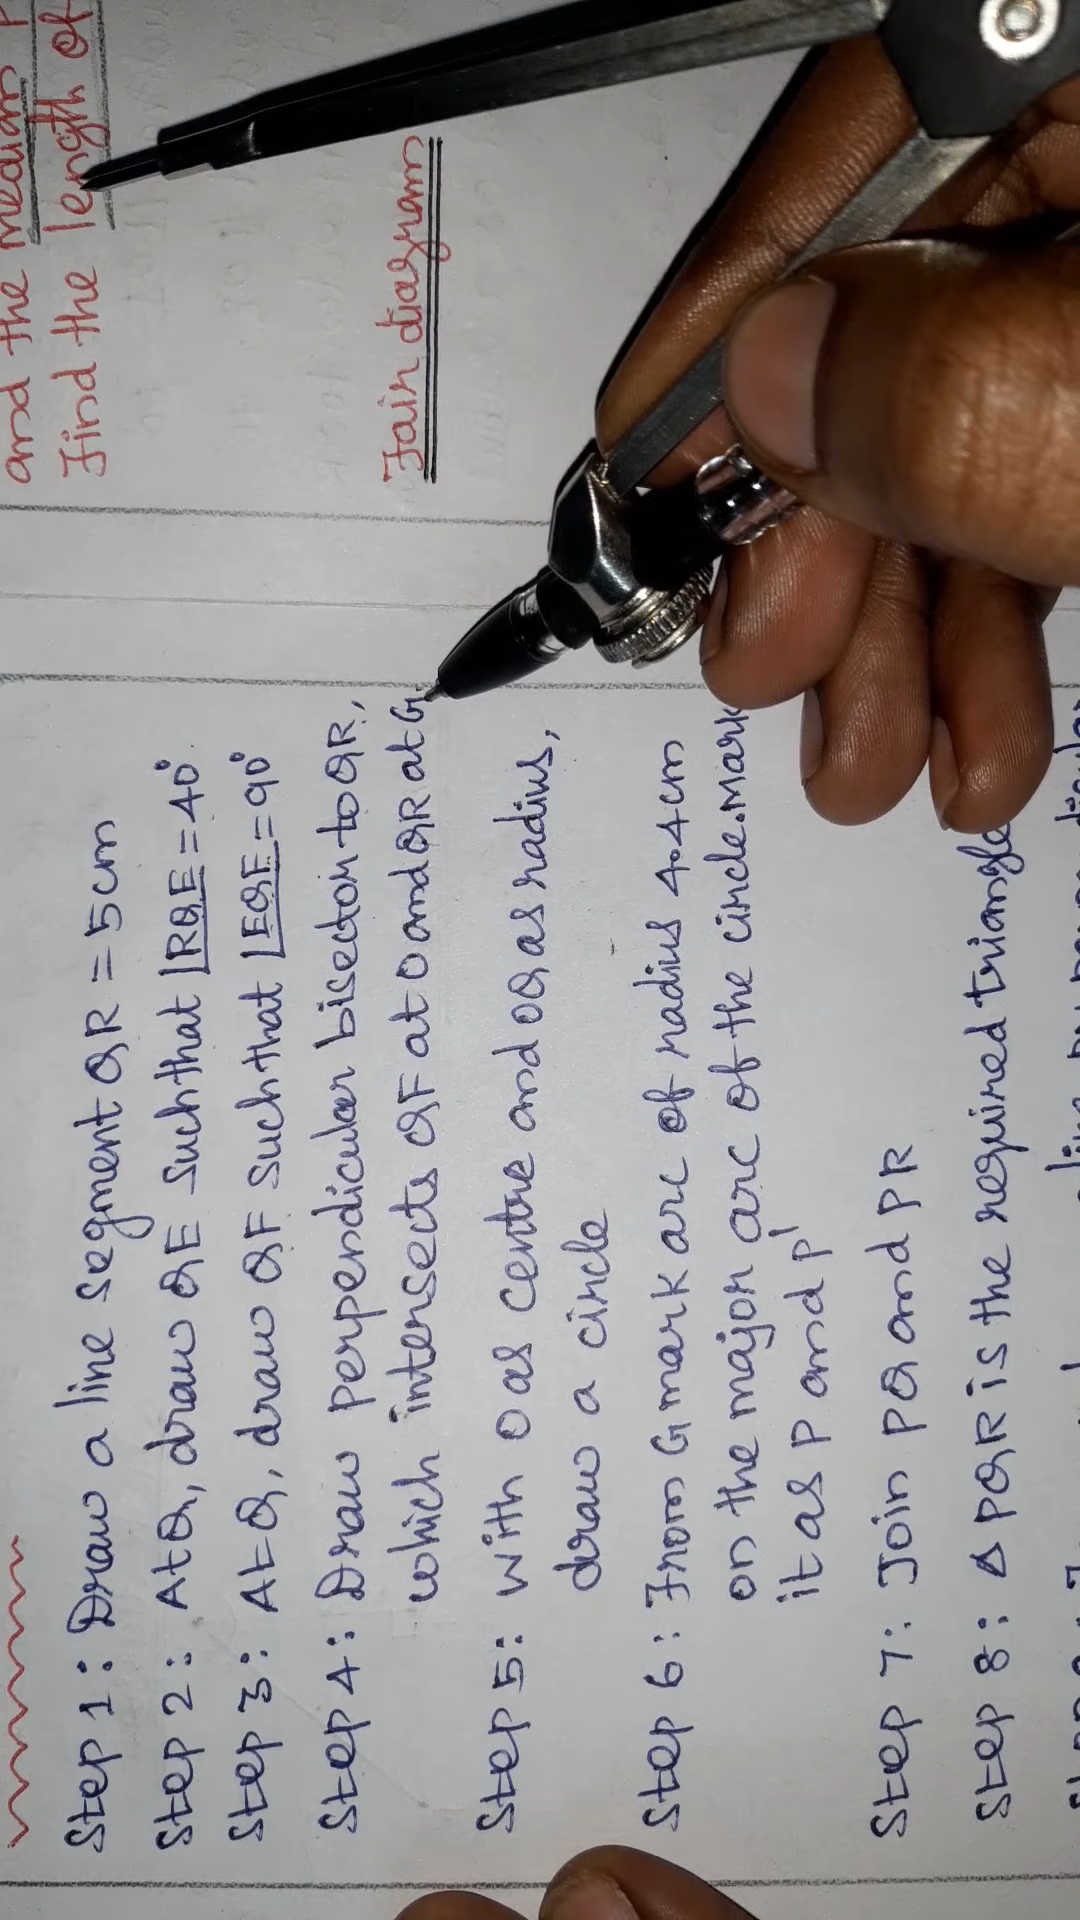 and the median
Find the length of
Fair diagram
Step 1: Draw a line segment QR = 5cm
Step 2: At Q, draw QE such that ∠RQE = 40°
Step 3: At Q, draw QF such that ∠EQF = 90°
Step 4: Draw perpendicular bisector to QR,
which intersects QF at O and QR at G.
Step 5: With O as centre and OQ as radius,
draw a circle
Step 6: From G mark arc of radius 4.4cm
on the major arc of the circle. Mark
it as P and P'
Step 7: Join PQ and PR
Step 8: Δ PQR is the required triangle